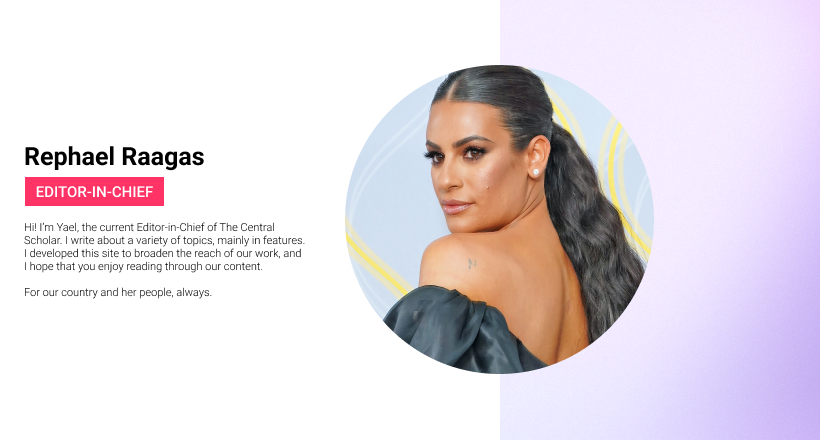 Rephael Raagas
EDITOR-IN-CHIEF
Hi! I'm Yael, the current Editor-in-Chief of The Central
Scholar. I write about a variety of topics, mainly in features.
I developed this site to broaden the reach of our work, and
I hope that you enjoy reading through our content.
For our country and her people, always.